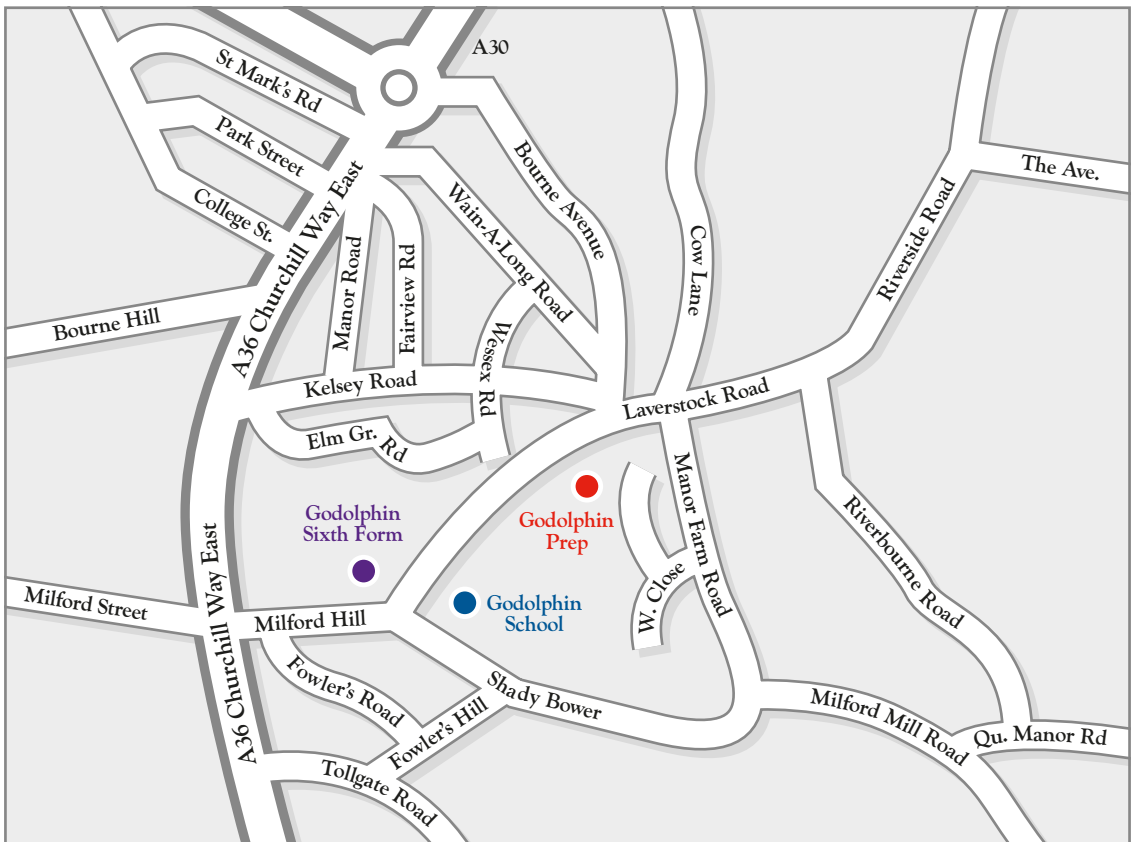 A30
St Mark's Rd
Park Street
College St.
Bourne Hill
A36 Churchill Way East
Manor Road
Fairview Rd
Wain-A-Long Road
Bourne Avenue
Cow Lane
Riverside Road
The Ave.
Kelsey Road
Wessex Rd
Elm Gr. Rd
Laverstock Road
Godolphin
Sixth Form
Godolphin
Prep
Godolphin
School
Manor Farm Road
W. Close
Riverbourne Road
Milford Street
A36 Churchill Way East
Milford Hill
Fowler's Road
Fowler's Hill
Shady Bower
Milford Mill Road
Qu. Manor Rd
Tollgate Road